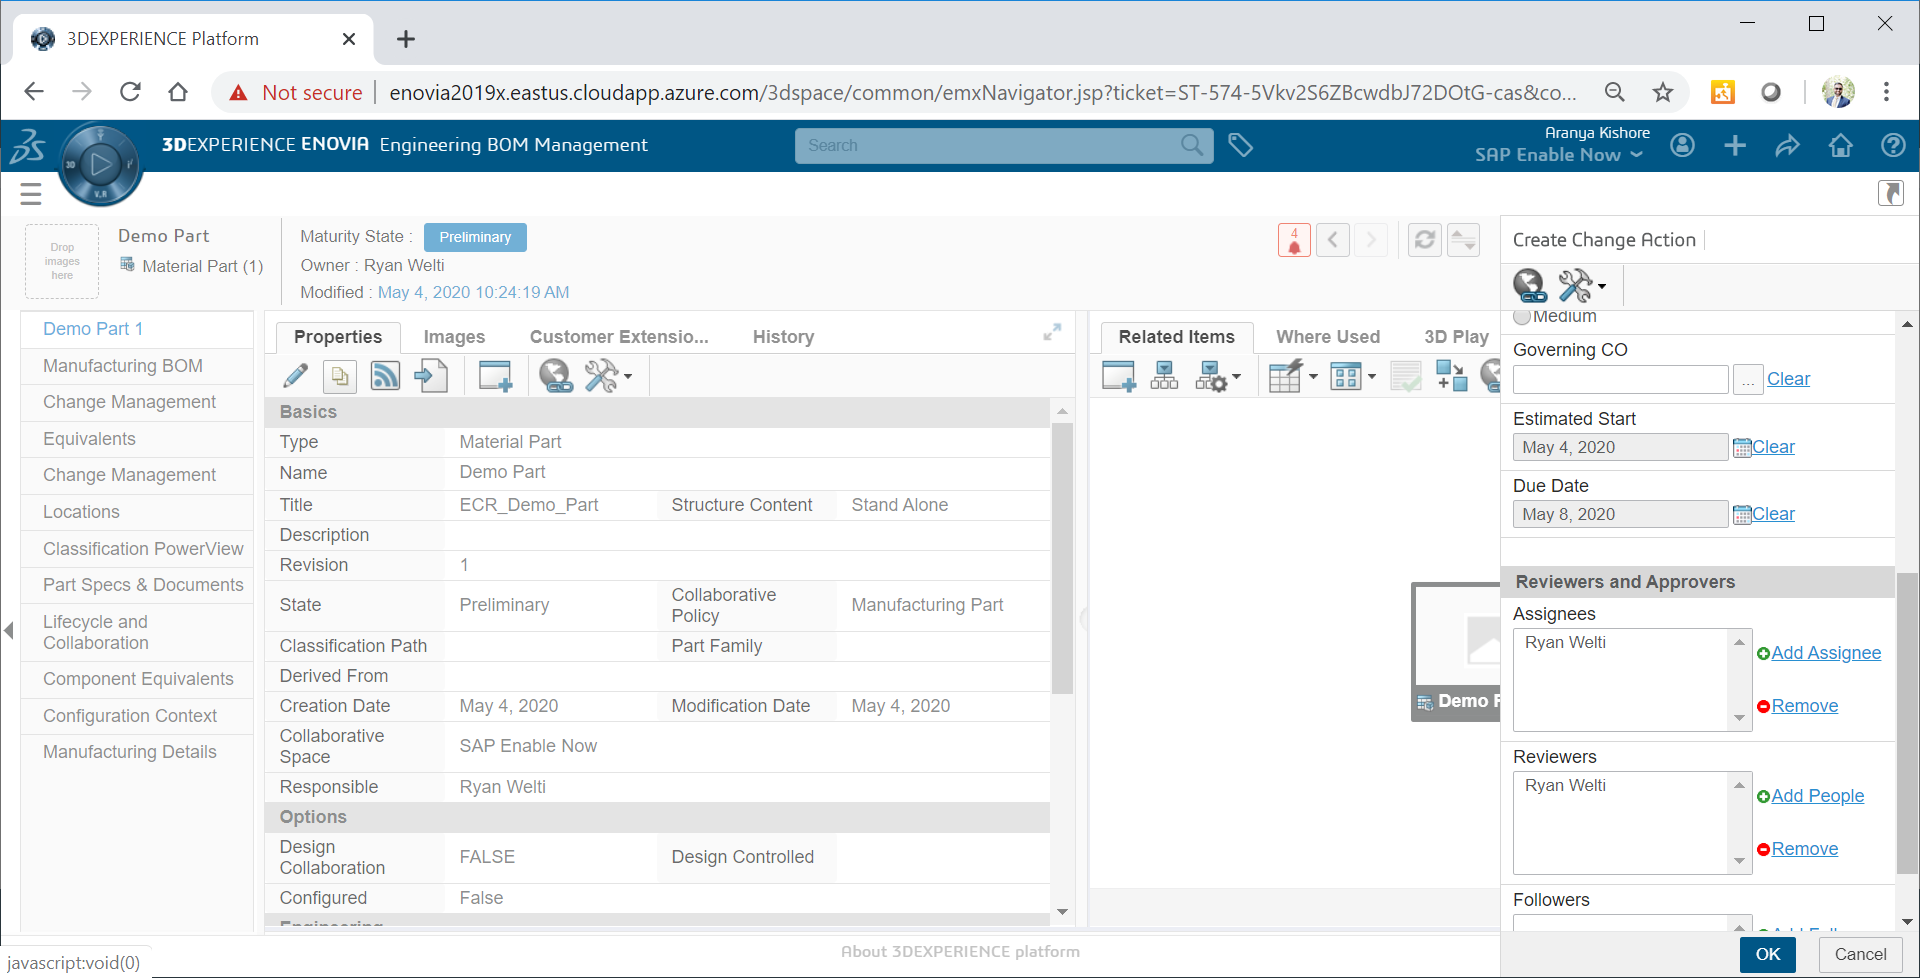 3DEXPERIENCE Platform
Not secure
enovia2019x.eastus.cloudapp.azure.com/3dspace/common/emxNavigator.jsp?ticket=ST-574-5Vkv2S6ZBcwdbJ72DOtG-cas&co...
3D
V.R
3DEXPERIENCE ENOVIA Engineering BOM Management
Search
Aranya Kishore
SAP Enable Now
Drop images here
Demo Part
Material Part (1)
Maturity State : Preliminary
Owner : Ryan Welti
Modified : May 4, 2020 10:24:19 AM
4
Demo Part 1
Manufacturing BOM
Change Management
Equivalents
Change Management
Locations
Classification PowerView
Part Specs & Documents
Lifecycle and
Collaboration
Component Equivalents
Configuration Context
Manufacturing Details
Properties Images Customer Extensio... History
Basics
Type Material Part
Name Demo Part
Title ECR_Demo_Part Structure Content Stand Alone
Description
Revision 1
State Preliminary Collaborative Policy Manufacturing Part
Classification Path Part Family
Derived From
Creation Date May 4, 2020 Modification Date May 4, 2020
Collaborative Space SAP Enable Now
Responsible Ryan Welti
Options
Design Collaboration FALSE Design Controlled
Configured False
Engineering
Related Items Where Used 3D Play
Demo
Create Change Action
Medium
Governing CO
... Clear
Estimated Start
May 4, 2020 Clear
Due Date
May 8, 2020 Clear
Reviewers and Approvers
Assignees
Ryan Welti
Add Assignee
Remove
Reviewers
Ryan Welti
Add People
Remove
Followers
OK Cancel
About 3DEXPERIENCE platform
javascript:void(0)